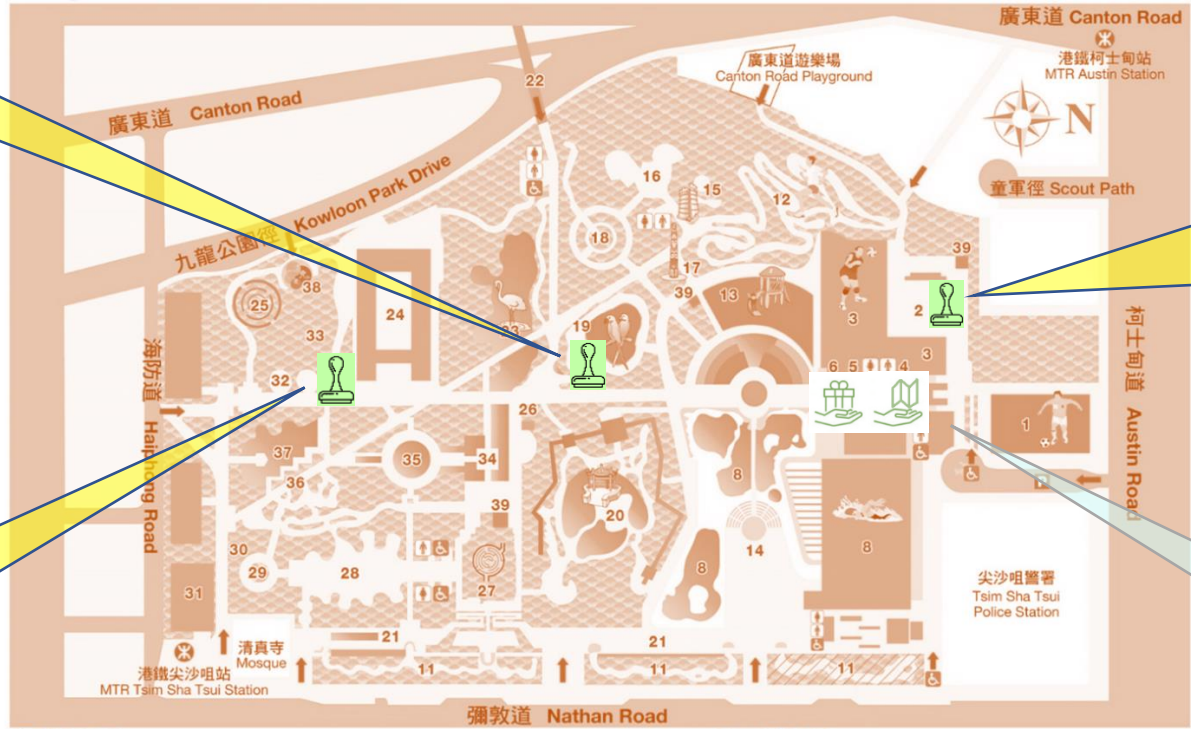 廣東道 Canton Road
港鐵柯士甸站
MTR Austin Station
廣東道遊樂場
Canton Road Playground
N
22
廣東道 Canton Road
童軍徑 Scout Path
九龍公園徑 Kowloon Park Drive
16
15
12
18
17
39
39
38
25
24
33
23
19
13
3
2
3
6 5 4
海防道 Haiphong Road
柯士甸道 Austin Road
32
26
1
37
35
34
8
36
39
20
14
8
30
29
28
27
8
31
尖沙咀警署
Tsim Sha Tsui
Police Station
清真寺
Mosque
21
21
11
11
11
港鐵尖沙咀站
MTR Tsim Sha Tsui Station
彌敦道 Nathan Road